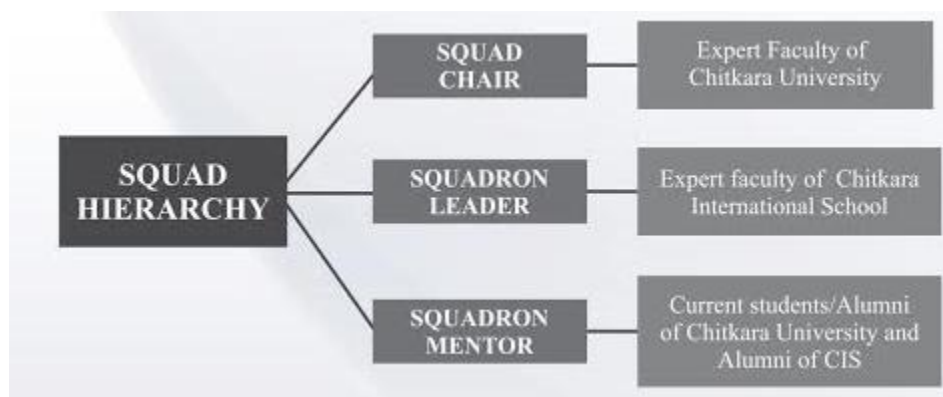 SQUAD
HIERARCHY
SQUAD
CHAIR
Expert Faculty of
Chitkara University
SQUADRON
LEADER
Expert faculty of Chitkara
International School
SQUADRON
MENTOR
Current students/Alumni
of Chitkara University and
Alumni of CIS